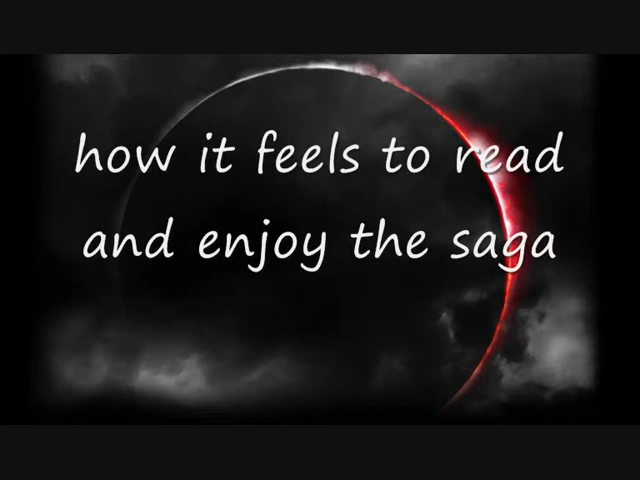 how it feels to read
and enjoy the saga